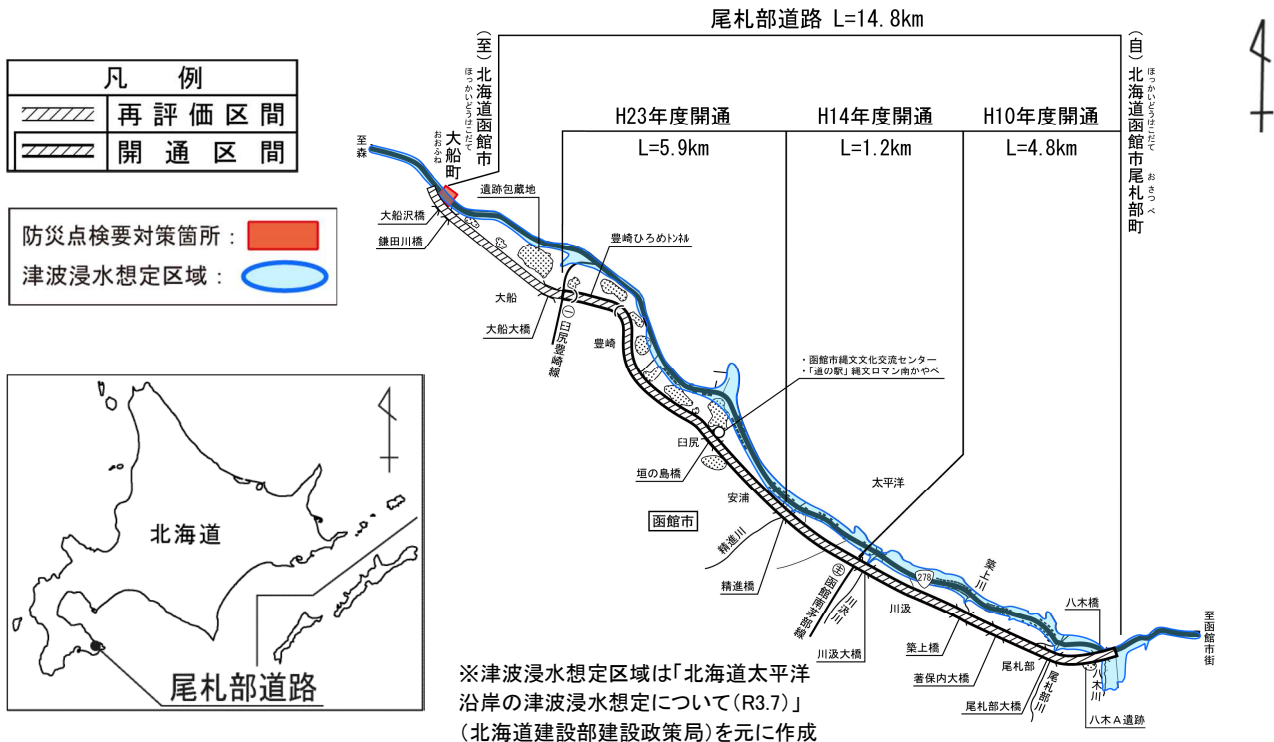 尾札部道路 L=14.8km
凡 例
再評価区間
開通区間
防災点検要対策箇所：
津波浸水想定区域：
(至)北海道函館市大船町
ほっかいどうはこだて
おおふね
(自)北海道函館市尾札部町
ほっかいどうはこだて
おさつべ
H23年度開通
L=5.9km
H14年度開通
L=1.2km
H10年度開通
L=4.8km
至森
大船沢橋
鎌田川橋
遺跡包蔵地
豊崎ひろめトンネル
大船
大船大橋
㊀臼尻豊崎線
豊崎
・函館市縄文文化交流センター
・「道の駅」縄文ロマン南かやべ
臼尻
垣の島橋
安浦
函館市
精進川
精進橋
太平洋
㊤函館南茅部線
川汲川
川汲大橋
278
川汲
築上川
築上橋
著保内大橋
尾札部
尾札部大橋
尾札部川
八木橋
八木川
八木A遺跡
至函館市街
北海道
尾札部道路
※津波浸水想定区域は「北海道太平洋
沿岸の津波浸水想定について(R3.7)」
(北海道建設部建設政策局)を元に作成